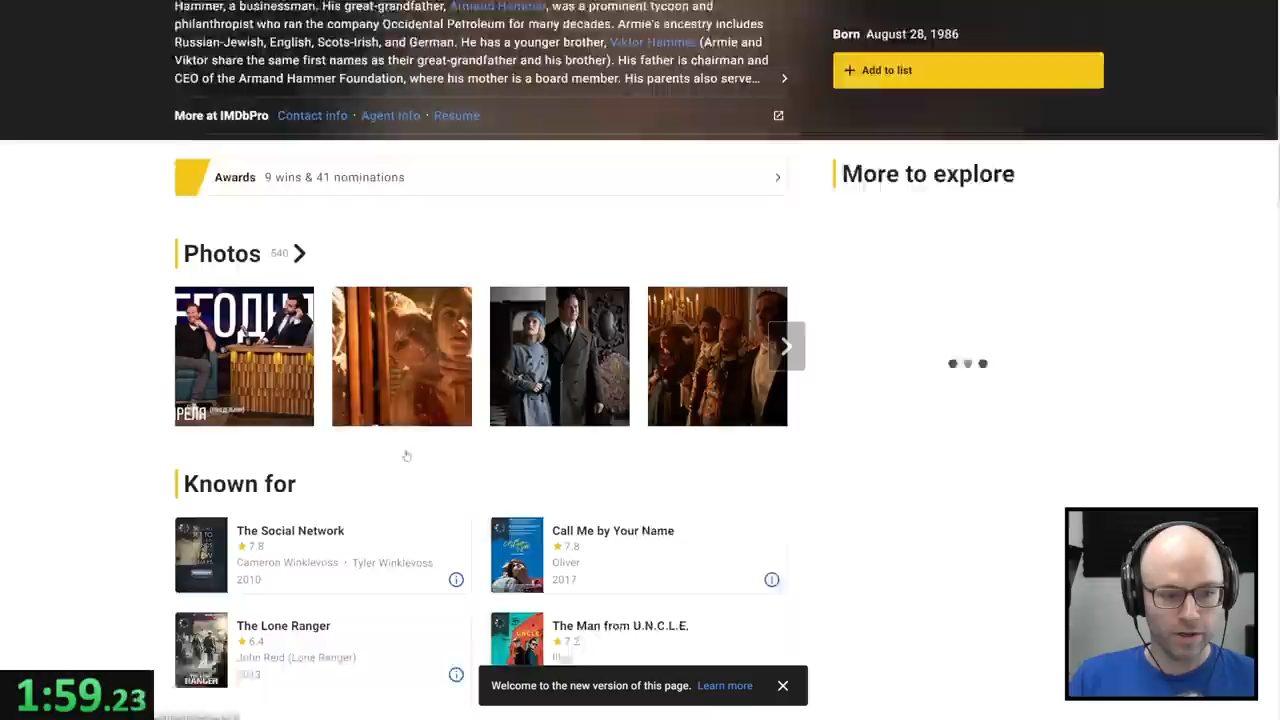 Hammer, a businessman. His great-grandfather, Armand Hammer, was a prominent tycoon and
philanthropist who ran the company Occidental Petroleum for many decades. Armie's ancestry includes
Russian-Jewish, English, Scots-Irish, and German. He has a younger brother, Viktor Hammer (Armie and
Viktor share the same first names as their great-grandfather and his brother). His father is chairman and
CEO of the Armand Hammer Foundation, where his mother is a board member. His parents also serve...
More at IMDbPro Contact info · Agent info · Resume
Born August 28, 1986
+ Add to list
Awards 9 wins & 41 nominations
More to explore
Photos 540
ЕГОДН
РЕЛЯ
Known for
The Social Network
7.8
Cameron Winklevoss · Tyler Winklevoss
2010
Call Me by Your Name
7.8
Oliver
2017
The Lone Ranger
6.4
John Reid (Lone Ranger)
2013
The Man from U.N.C.L.E.
7.2
Welcome to the new version of this page. Learn more
1:59.23